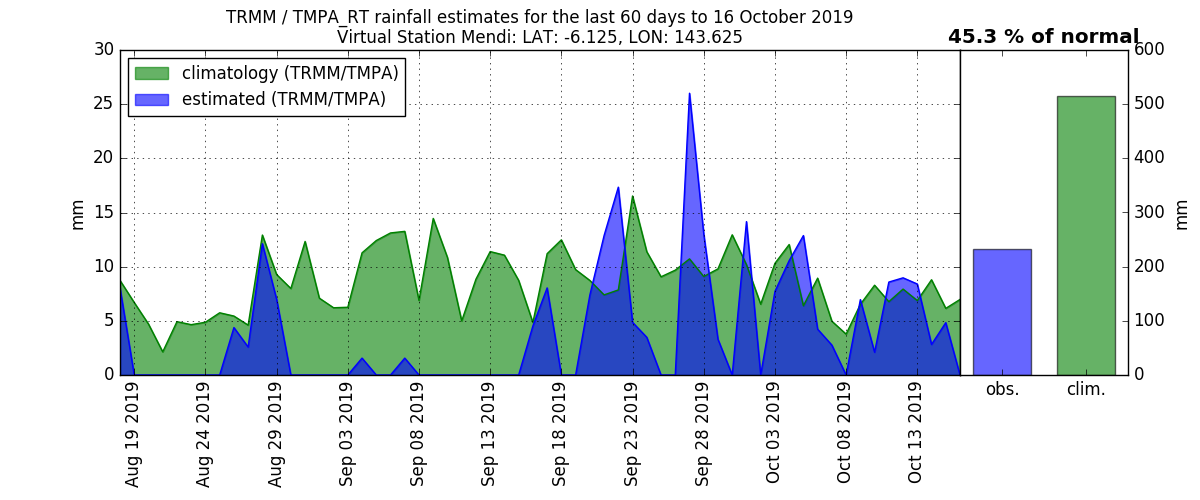 TRMM / TMPA_RT rainfall estimates for the last 60 days to 16 October 2019
Virtual Station Mendi: LAT: -6.125, LON: 143.625
45.3 % of normal
climatology (TRMM/TMPA)
estimated (TRMM/TMPA)
30
25
20
15
10
5
0
mm
600
500
400
300
200
100
0
mm
Aug 19 2019
Aug 24 2019
Aug 29 2019
Sep 03 2019
Sep 08 2019
Sep 13 2019
Sep 18 2019
Sep 23 2019
Sep 28 2019
Oct 03 2019
Oct 08 2019
Oct 13 2019
obs.
clim.